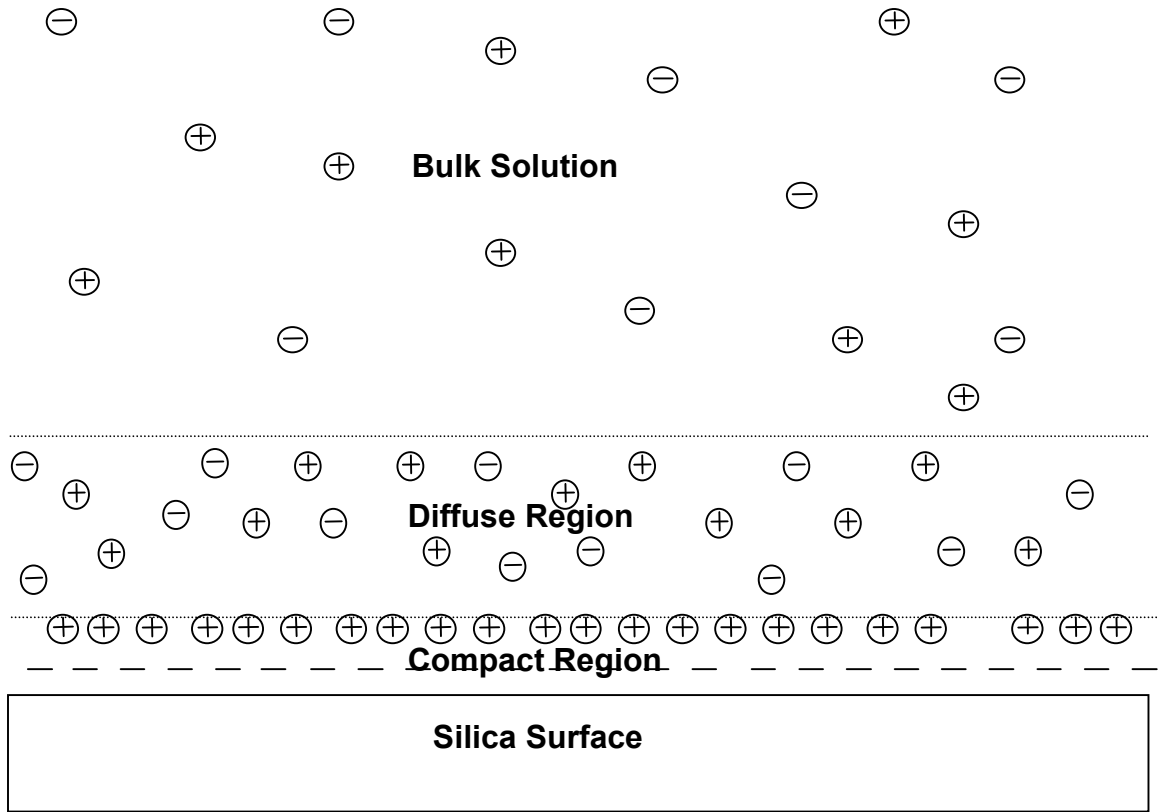 Bulk Solution
Diffuse Region
Compact Region
Silica Surface